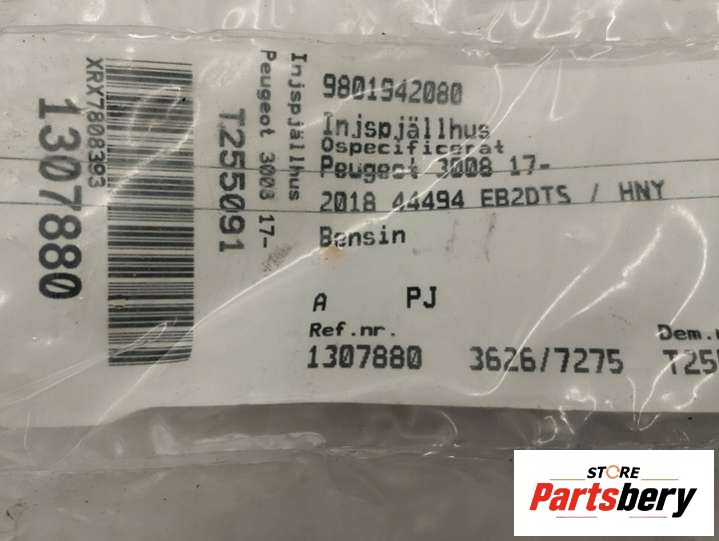 XRX7808393
1307880
T255091
Peugeot 3008 17-
Injspjällhus
9801942080
Injspjällhus
Ospecificerat
Peugeot 3008 17-
2018 44494 EB2DTS / HNY
Bensin
A PJ
Ref.nr. Dem.
1307880 3626/7275 T25
STORE
Partsbery